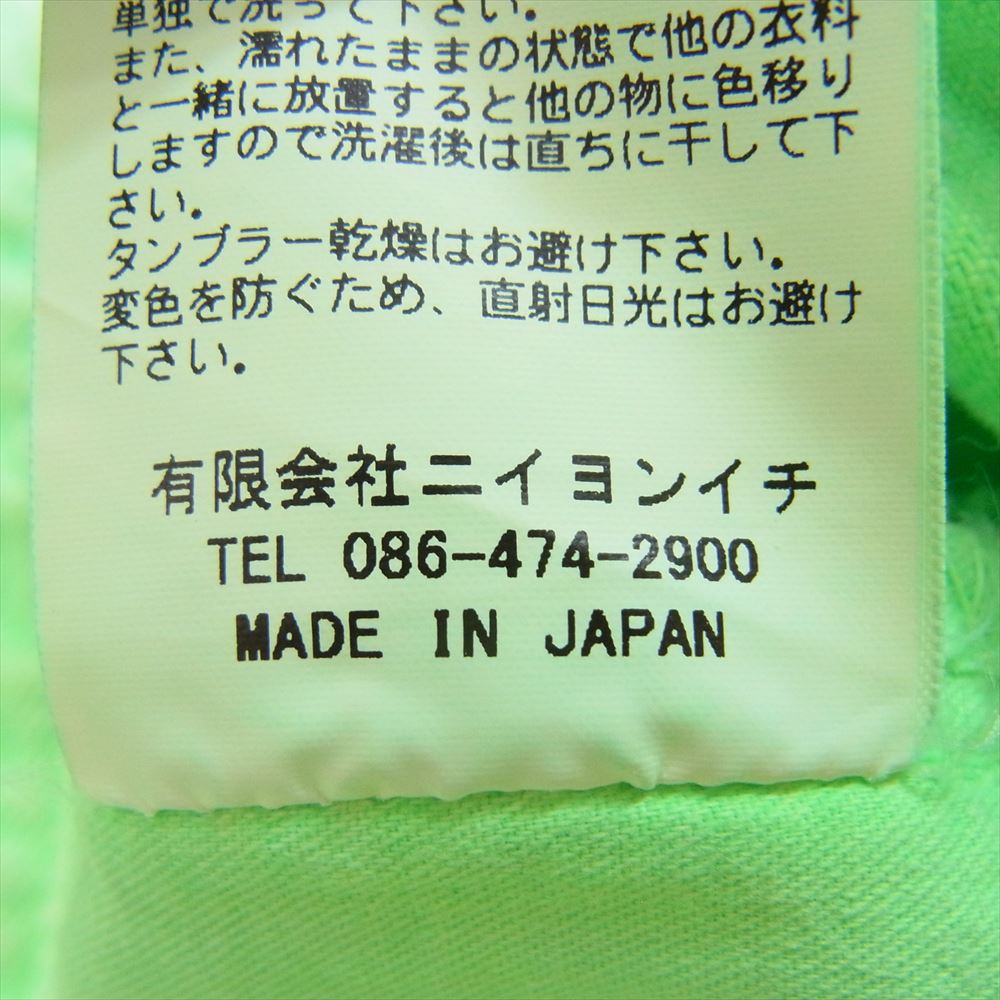 単独で洗って下さい。
また、濡れたままの状態で他の衣料
と一緒に放置すると他の物に色移り
しますので洗濯後は直ちに干して下
さい。
タンブラー乾燥はお避け下さい。
変色を防ぐため、直射日光はお避け
下さい。
有限会社ニイヨンイチ
TEL 086-474-2900
MADE IN JAPAN